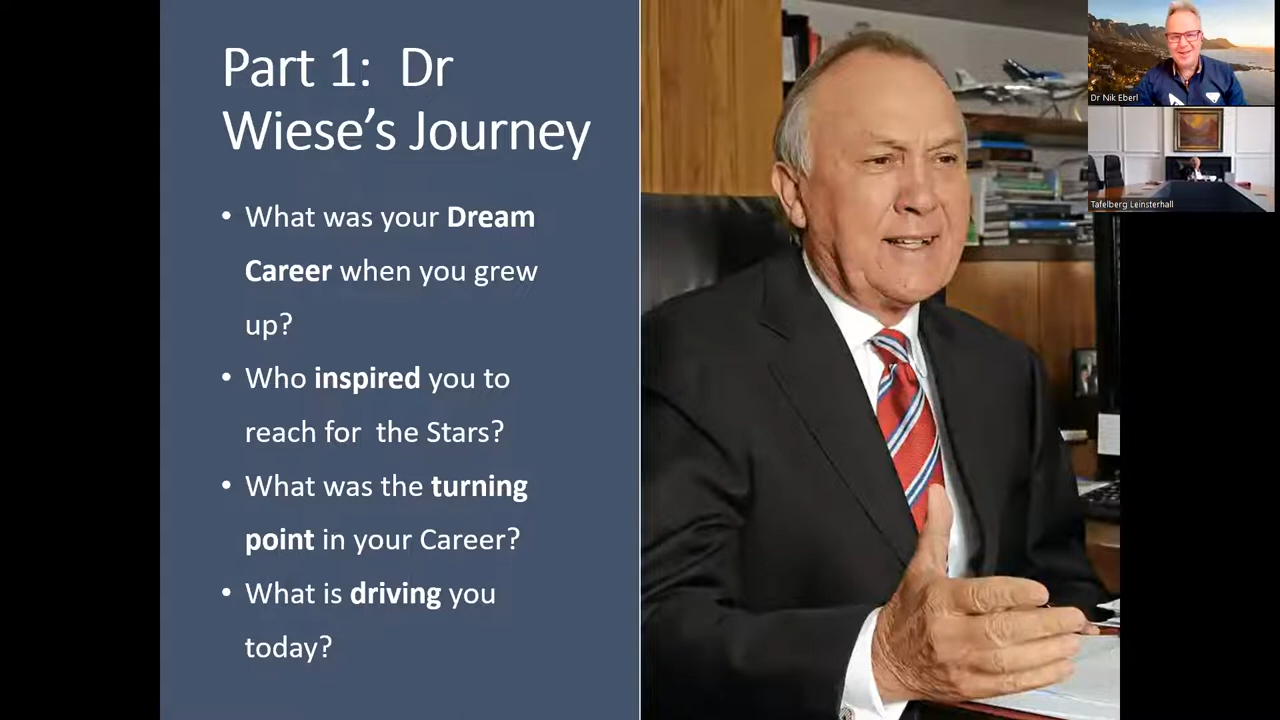 Part 1:  Dr
Wiese’s Journey
• What was your Dream
Career when you grew
up?
• Who inspired you to
reach for  the Stars?
• What was the turning
point in your Career?
• What is driving you
today?
Dr Nik Eberl
Tafelberg Leinsterhall